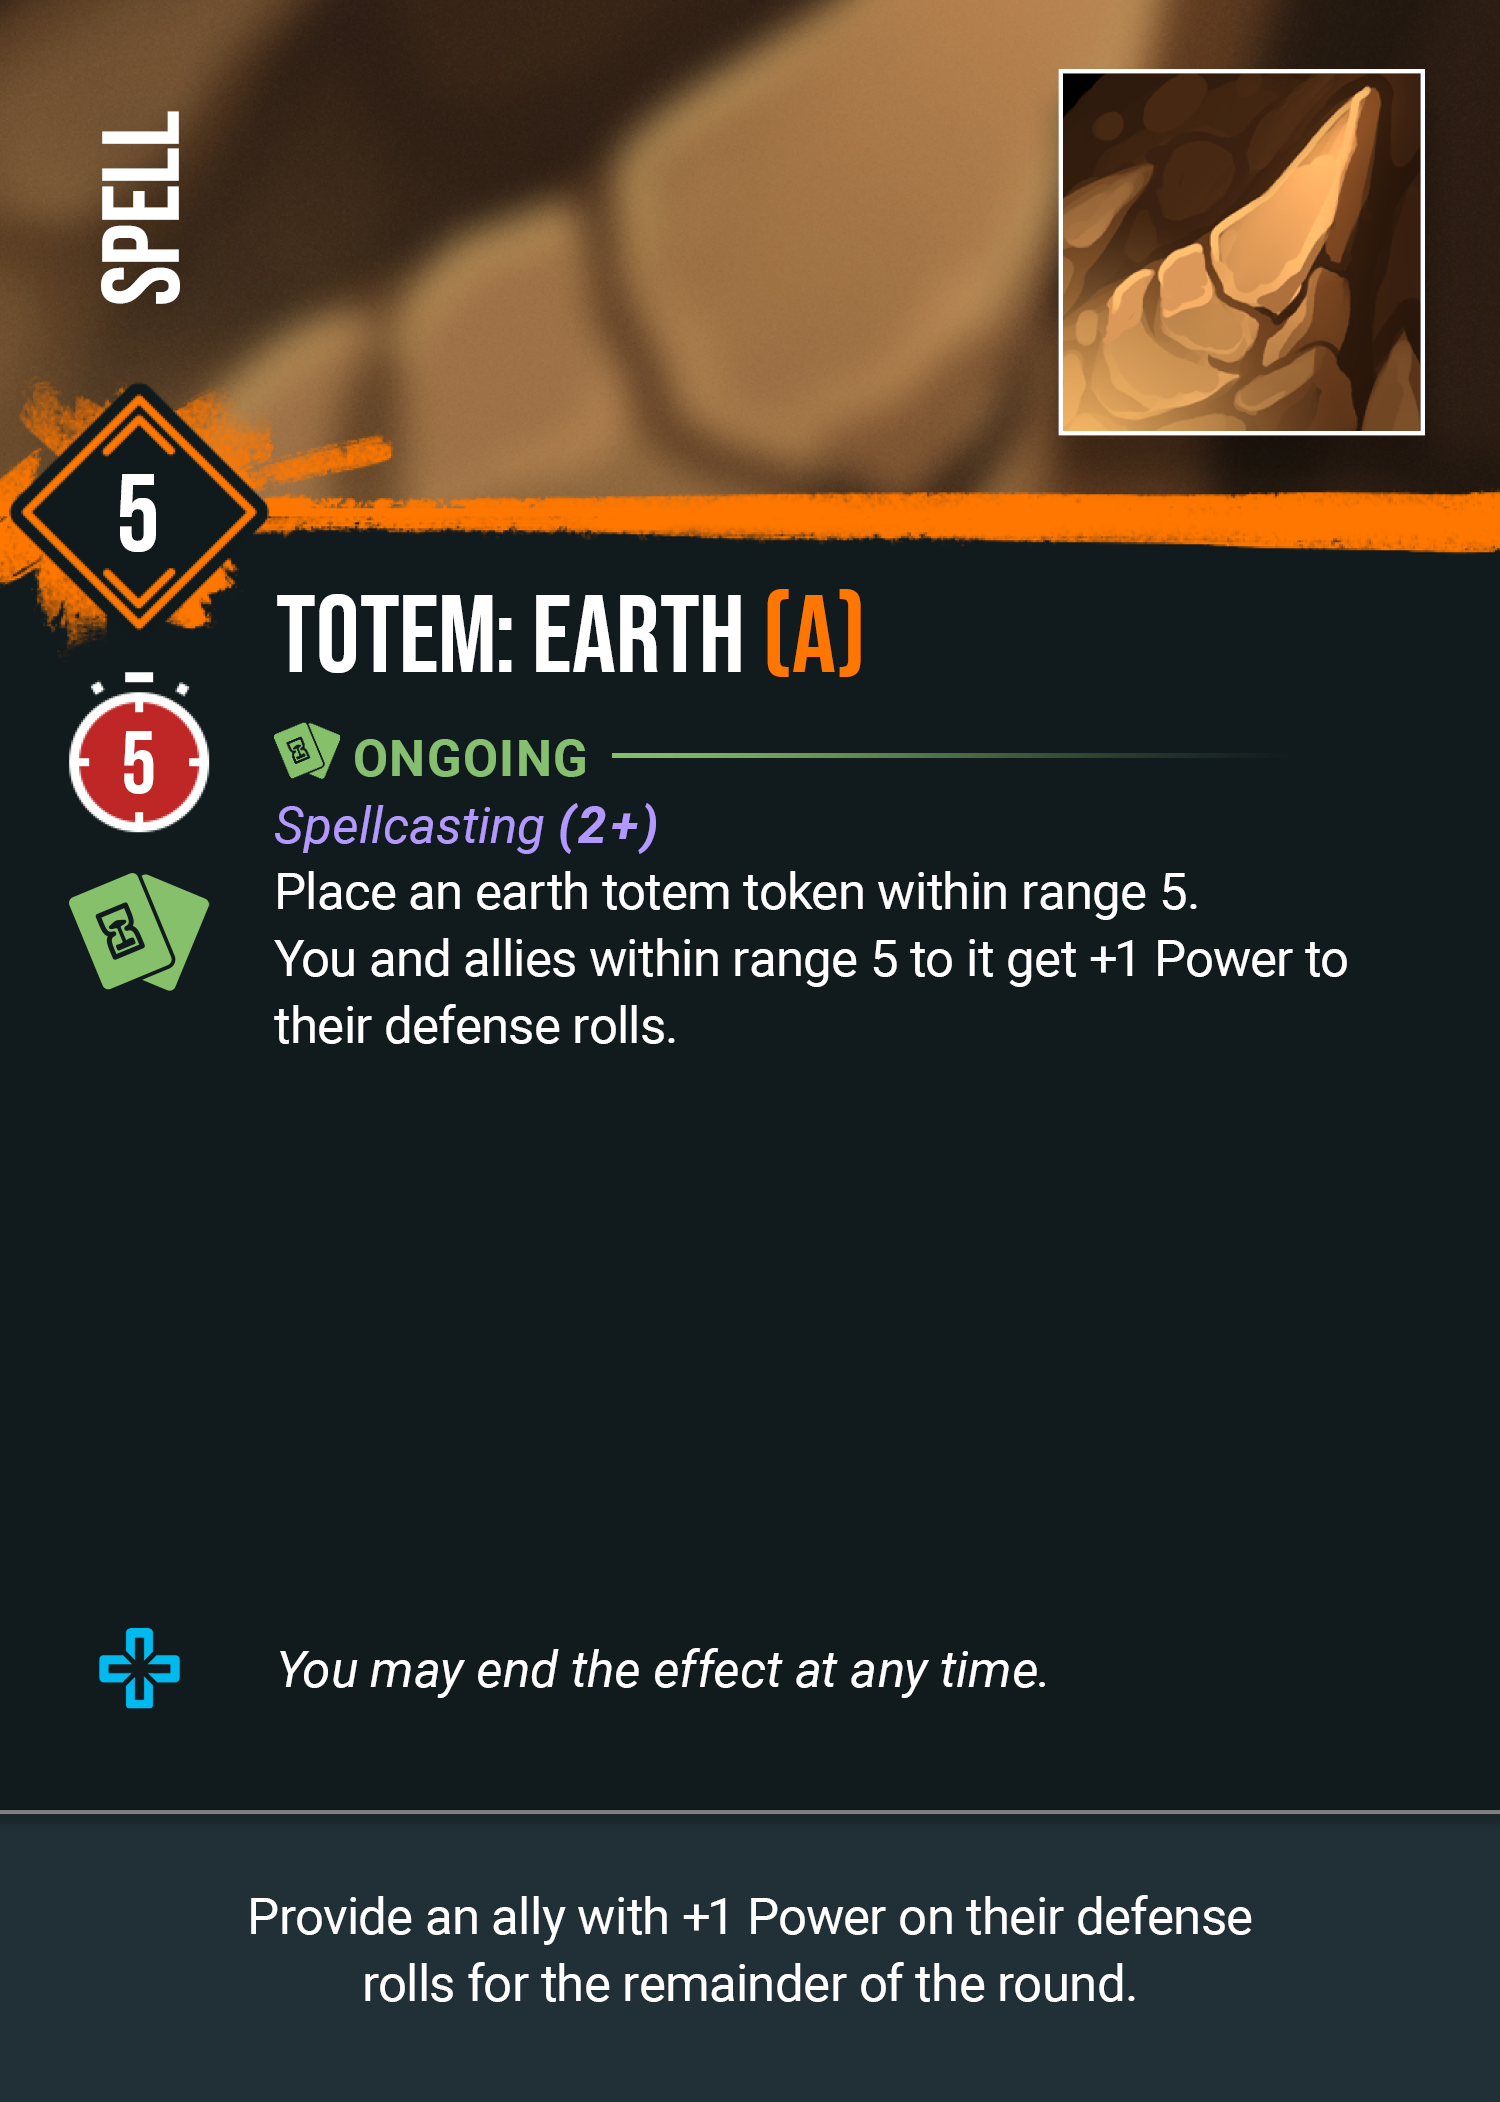 SPELL
5
TOTEM: EARTH (A)
5
ONGOING
Spellcasting (2+)
Place an earth totem token within range 5.
You and allies within range 5 to it get +1 Power to
their defense rolls.
You may end the effect at any time.
Provide an ally with +1 Power on their defense
rolls for the remainder of the round.